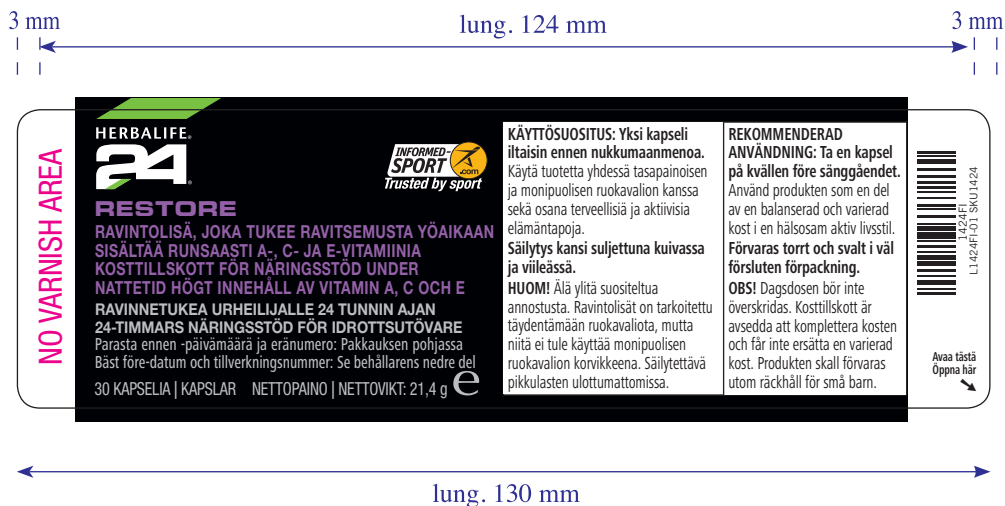 3 mm
lung. 124 mm
3 mm
NO VARNISH AREA
HERBALIFE®
24®
INFORMED-
SPORT
.com
Trusted by sport
RESTORE
RAVINTOLISÄ, JOKA TUKEE RAVITSEMUSTA YÖAIKAAN
SISÄLTÄÄ RUNSAASTI A-, C- JA E-VITAMIINIA
KOSTTILLSKOTT FÖR NÄRINGSSTÖD UNDER
NATTETID HÖGT INNEHÅLL AV VITAMIN A, C OCH E
RAVINNETUKEA URHEILIJALLE 24 TUNNIN AJAN
24-TIMMARS NÄRINGSSTÖD FÖR IDROTTSUTÖVARE
Parasta ennen -päivämäärä ja eränumero: Pakkauksen pohjassa
Bäst före-datum och tillverkningsnummer: Se behållarens nedre del
30 KAPSELIA | KAPSLAR NETTOPAINO | NETTOVIKT: 21,4 g ℮
KÄYTTÖSUOSITUS: Yksi kapseli
iltaisin ennen nukkumaanmenoa.
Käytä tuotetta yhdessä tasapainoisen
ja monipuolisen ruokavalion kanssa
sekä osana terveellisiä ja aktiivisia
elämäntapoja.
Säilytys kansi suljettuna kuivassa
ja viileässä.
HUOM! Älä ylitä suositeltua
annostusta. Ravintolisät on tarkoitettu
täydentämään ruokavaliota, mutta
niitä ei tule käyttää monipuolisen
ruokavalion korvikkeena. Säilytettävä
pikkulasten ulottumattomissa.
REKOMMENDERAD
ANVÄNDNING: Ta en kapsel
på kvällen före sänggåendet.
Använd produkten som en del
av en balanserad och varierad
kost i en hälsosam aktiv livsstil.
Förvaras torrt och svalt i väl
försluten förpackning.
OBS! Dagsdosen bör inte
överskridas. Kosttillskott är
avsedda att komplettera kosten
och får inte ersätta en varierad
kost. Produkten skall förvaras
utom räckhåll för små barn.
1424FI
L1424FI-01 SKU1424
Avaa tästä
Öppna här
lung. 130 mm